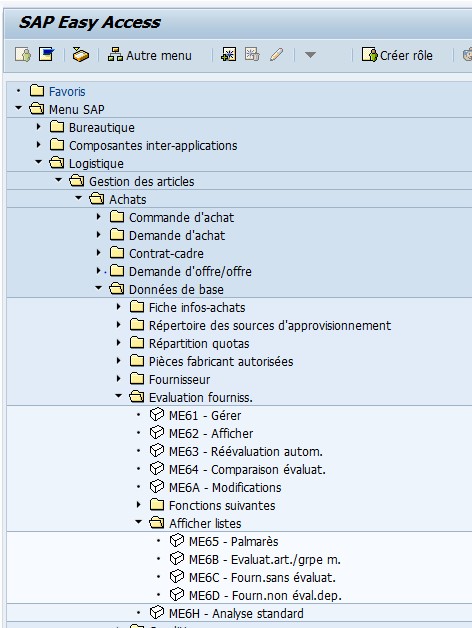 SAP Easy Access
Autre menu
Créer rôle
Favoris
Menu SAP
Bureautique
Composantes inter-applications
Logistique
Gestion des articles
Achats
Commande d'achat
Demande d'achat
Contrat-cadre
Demande d'offre/offre
Données de base
Fiche infos-achats
Répertoire des sources d'approvisionnement
Répartition quotas
Pièces fabricant autorisées
Fournisseur
Evaluation fourniss.
ME61 - Gérer
ME62 - Afficher
ME63 - Réévaluation autom.
ME64 - Comparaison évaluat.
ME6A - Modifications
Fonctions suivantes
Afficher listes
ME65 - Palmarès
ME6B - Evaluat.art./grpe m.
ME6C - Fourn.sans évaluat.
ME6D - Fourn.non éval.dep.
ME6H - Analyse standard